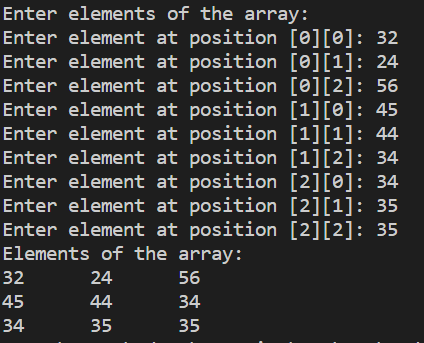 Enter elements of the array:
Enter element at position [0][0]: 32
Enter element at position [0][1]: 24
Enter element at position [0][2]: 56
Enter element at position [1][0]: 45
Enter element at position [1][1]: 44
Enter element at position [1][2]: 34
Enter element at position [2][0]: 34
Enter element at position [2][1]: 35
Enter element at position [2][2]: 35
Elements of the array:
32 24 56
45 44 34
34 35 35